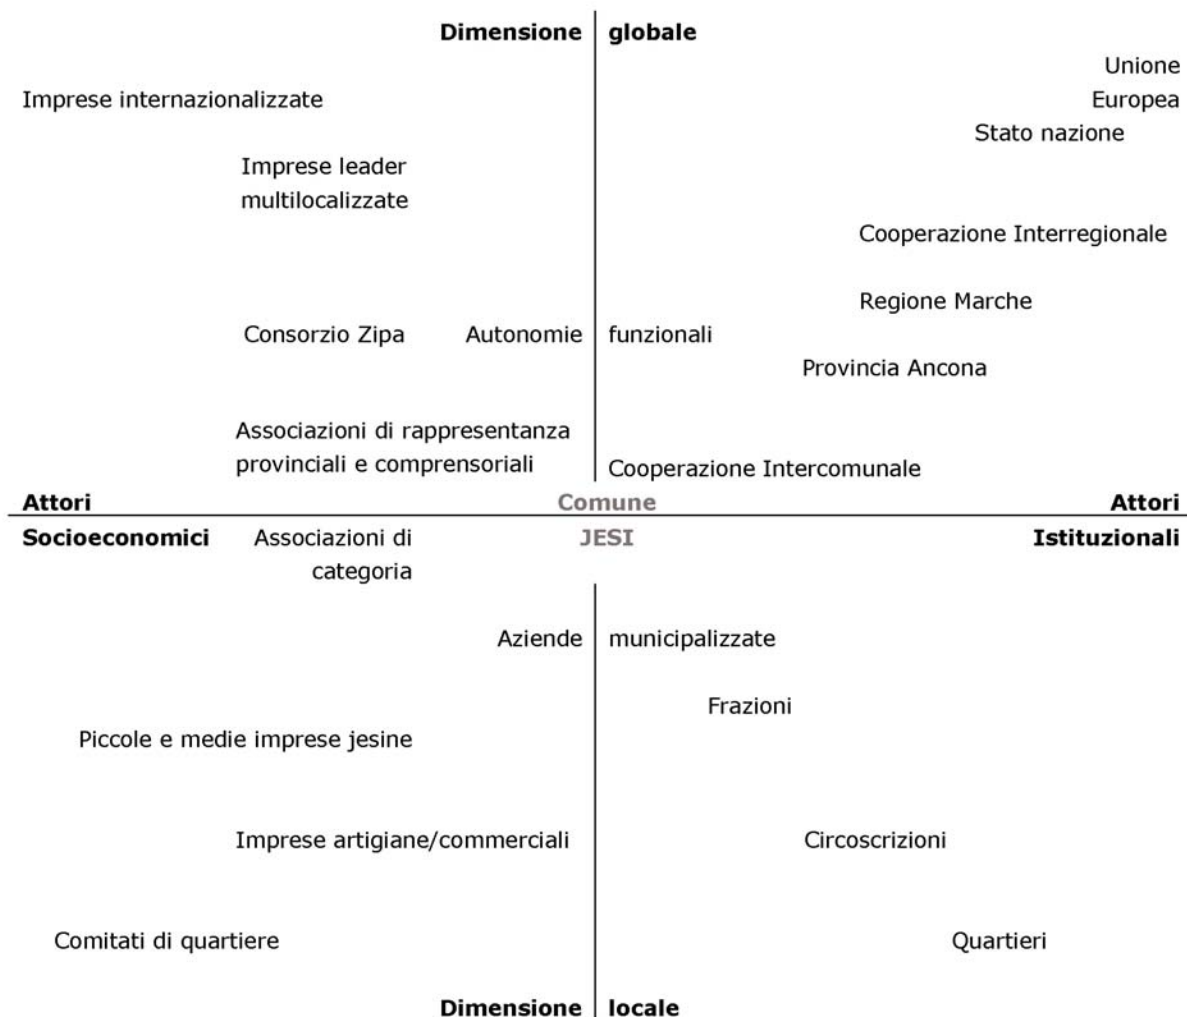 Dimensione globale
Unione
Imprese internazionalizzate Europea
Stato nazione
Imprese leader
multilocalizzate
Cooperazione Interregionale
Regione Marche
Consorzio Zipa Autonomie funzionali
Provincia Ancona
Associazioni di rappresentanza
provinciali e comprensoriali Cooperazione Intercomunale
Attori Comune Attori
Socioeconomici Associazioni di JESI Istituzionali
categoria
Aziende municipalizzate
Frazioni
Piccole e medie imprese jesine
Imprese artigiane/commerciali Circoscrizioni
Comitati di quartiere Quartieri
Dimensione locale